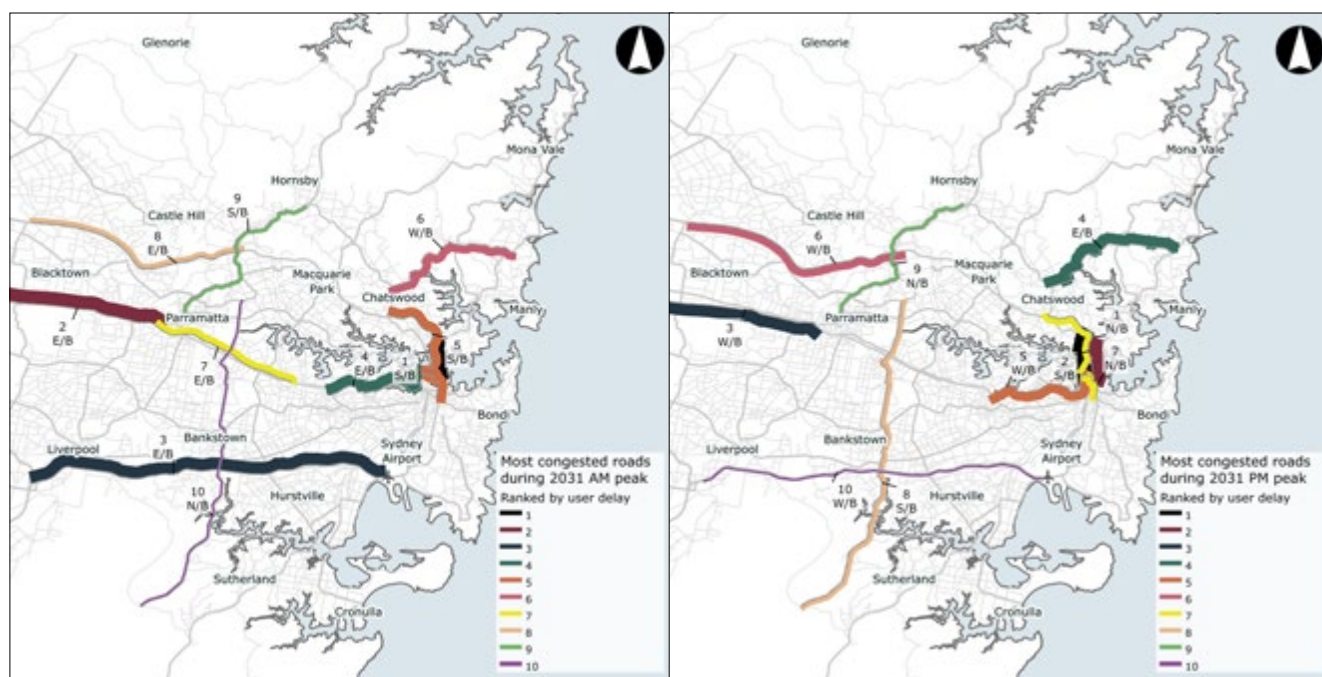 Glenorie
Mona Vale
Hornsby
9
S/B
Castle Hill
6
W/B
8
E/B
Blacktown
Macquarie
Park
Chatswood
Manly
Parramatta
2
E/B
5
S/B
7
E/B
4
E/B
1
S/B
Bondi
Bankstown
3
E/B
Liverpool
Sydney
Airport
10
N/B
Hurstville
Sutherland
Cronulla
Most congested roads
during 2031 AM peak
Ranked by user delay
1
2
3
4
5
6
7
8
9
10
Glenorie
Mona Vale
Hornsby
4
E/B
Castle Hill
6
W/B
9
N/B
Blacktown
Macquarie
Park
Chatswood
Manly
Parramatta
1
N/B
3
W/B
5
W/B
2
S/B
7
N/B
Bondi
Bankstown
Liverpool
Sydney
Airport
10
W/B
8
S/B
Hurstville
Sutherland
Cronulla
Most congested roads
during 2031 PM peak
Ranked by user delay
1
2
3
4
5
6
7
8
9
10